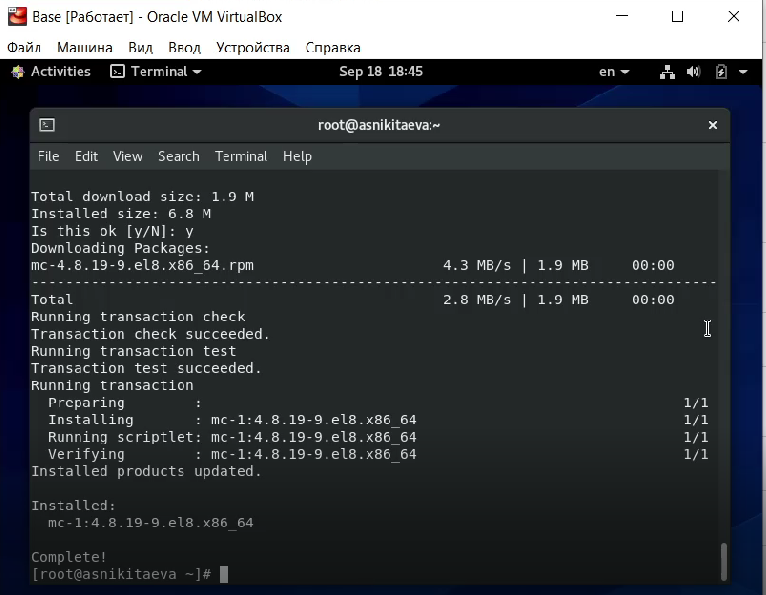 Base [Работает] - Oracle VM VirtualBox
Файл Машина Вид Ввод Устройства Справка
Activities Terminal Sep 18 18:45 en
root@asnikitaeva:~
File Edit View Search Terminal Help
Total download size: 1.9 M
Installed size: 6.8 M
Is this ok [y/N]: y
Downloading Packages:
mc-4.8.19-9.el8.x86_64.rpm 4.3 MB/s | 1.9 MB 00:00
--------------------------------------------------------------------------------
Total 2.8 MB/s | 1.9 MB 00:00
Running transaction check
Transaction check succeeded.
Running transaction test
Transaction test succeeded.
Running transaction
Preparing : 1/1
Installing : mc-1:4.8.19-9.el8.x86_64 1/1
Running scriptlet: mc-1:4.8.19-9.el8.x86_64 1/1
Verifying : mc-1:4.8.19-9.el8.x86_64 1/1
Installed products updated.
Installed:
mc-1:4.8.19-9.el8.x86_64
Complete!
[root@asnikitaeva ~]#